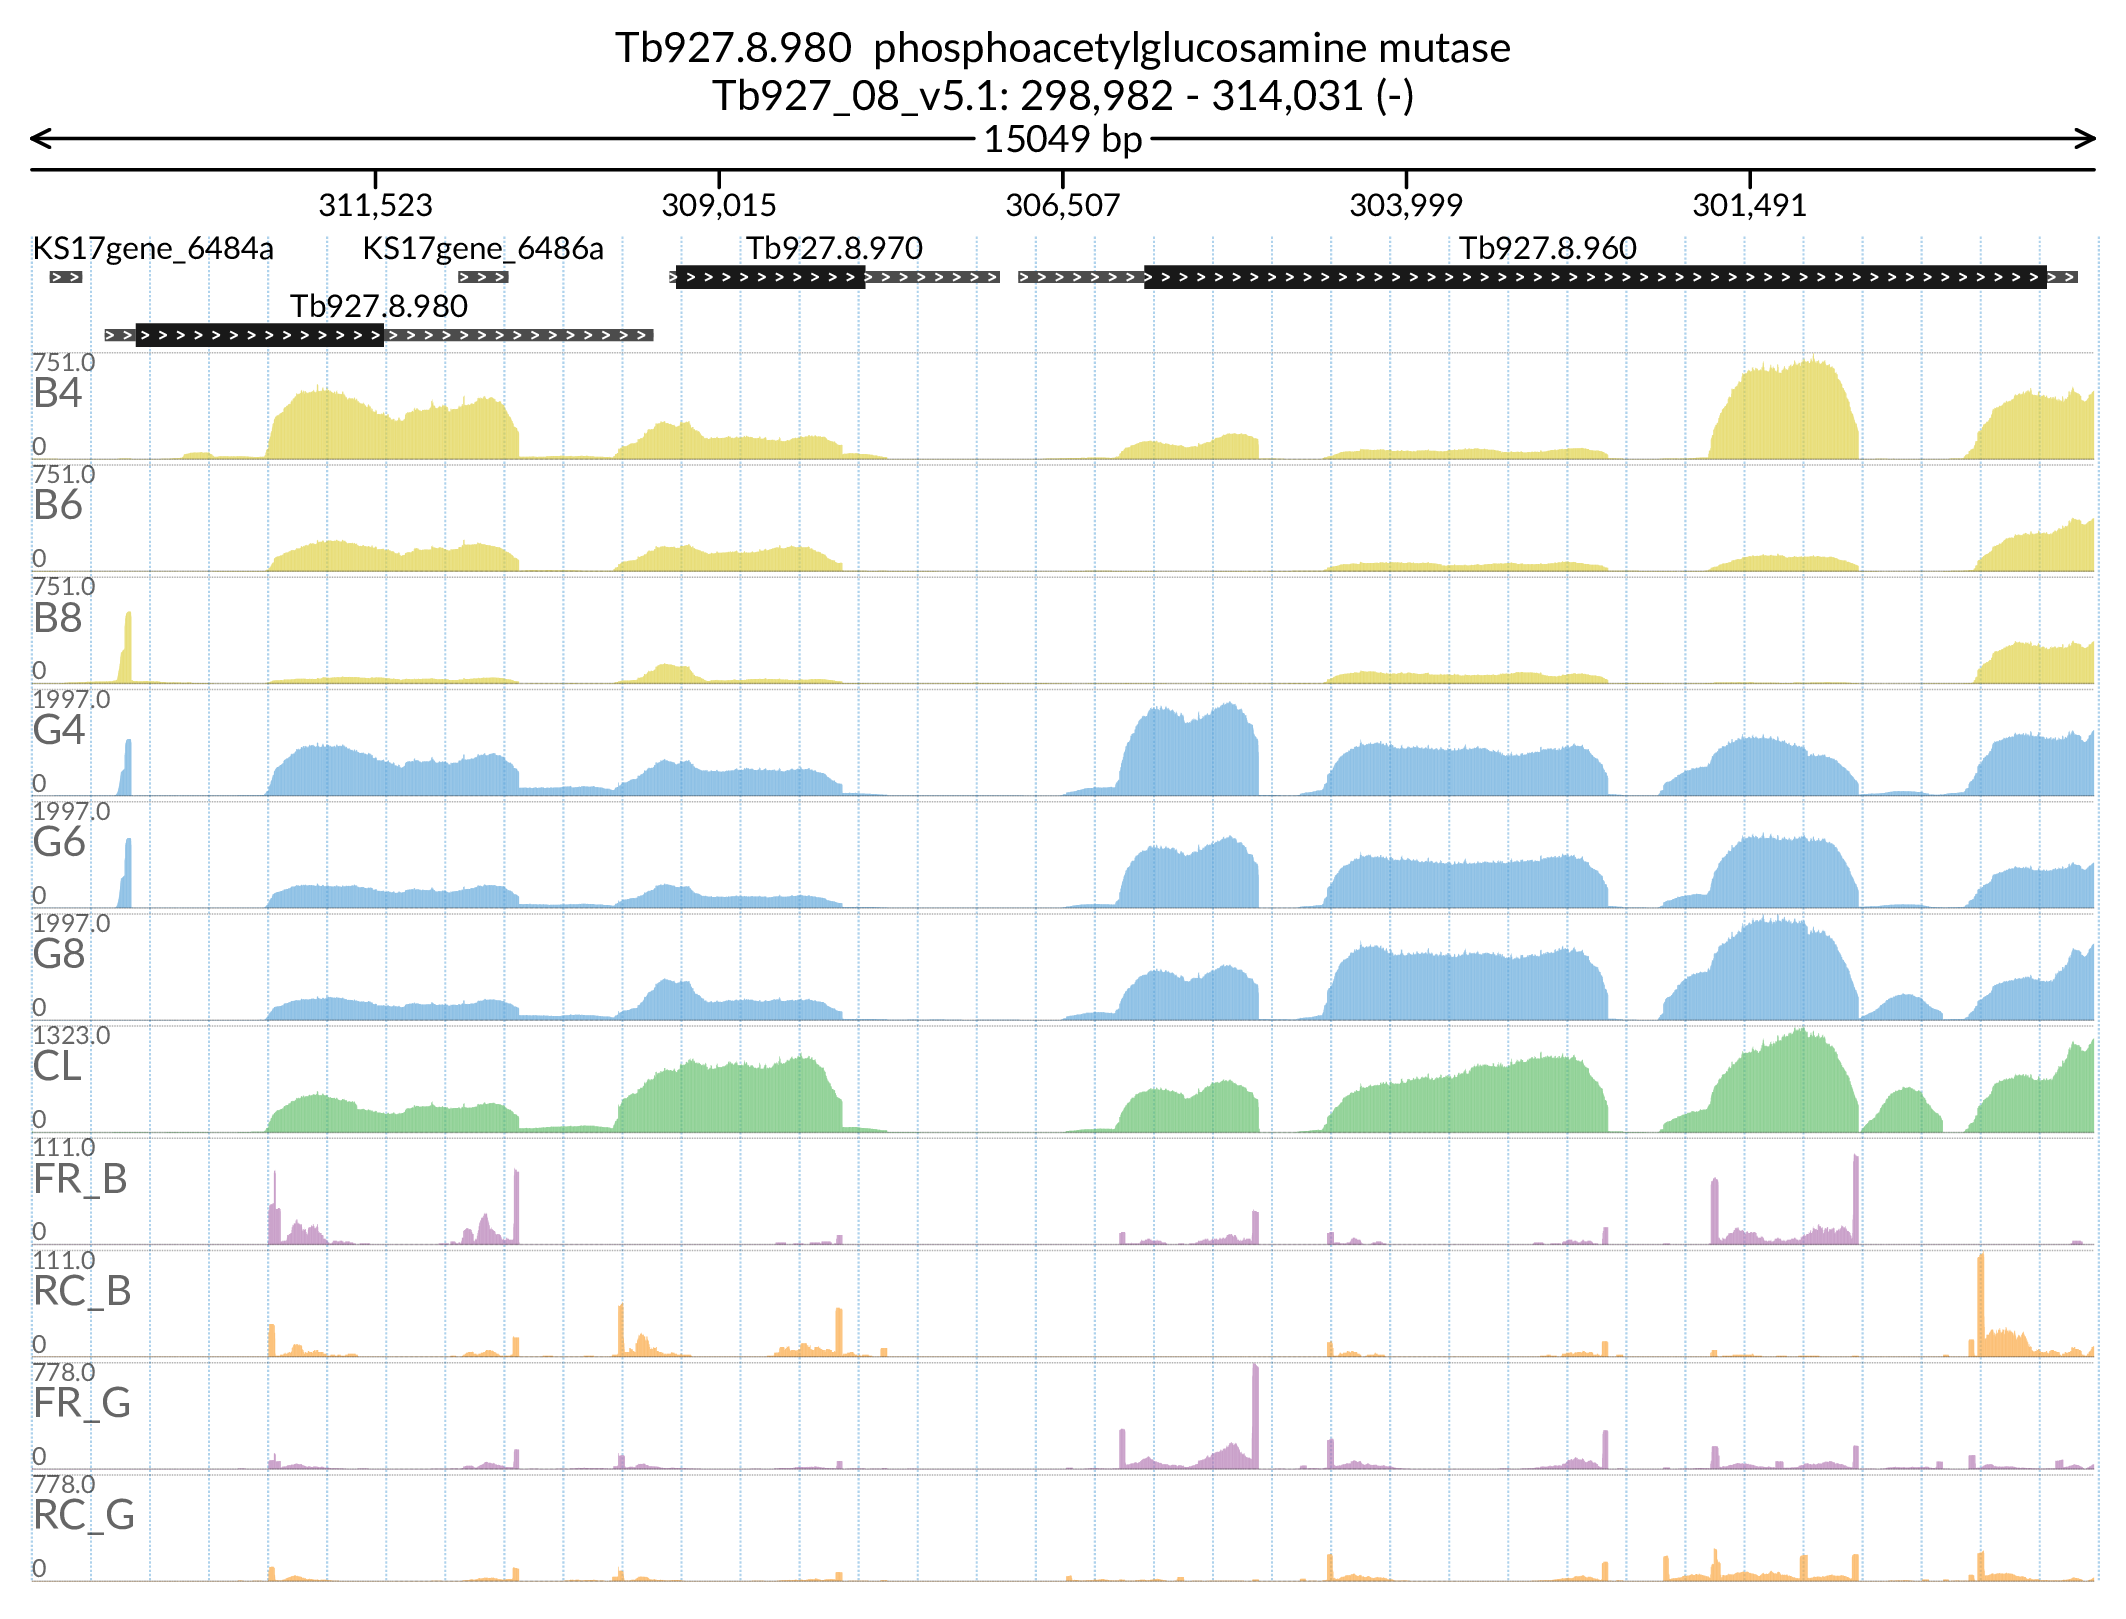 Tb927.8.980 phosphoacetylglucosamine mutase
Tb927_08_v5.1: 298,982 - 314,031 (-)
15049 bp
311,523 309,015 306,507 303,999 301,491
KS17gene_6484a KS17gene_6486a Tb927.8.970 Tb927.8.960
Tb927.8.980
751.0
B4
0
751.0
B6
0
751.0
B8
0
1997.0
G4
0
1997.0
G6
0
1997.0
G8
0
1323.0
CL
0
111.0
FR_B
0
111.0
RC_B
0
778.0
FR_G
0
778.0
RC_G
0